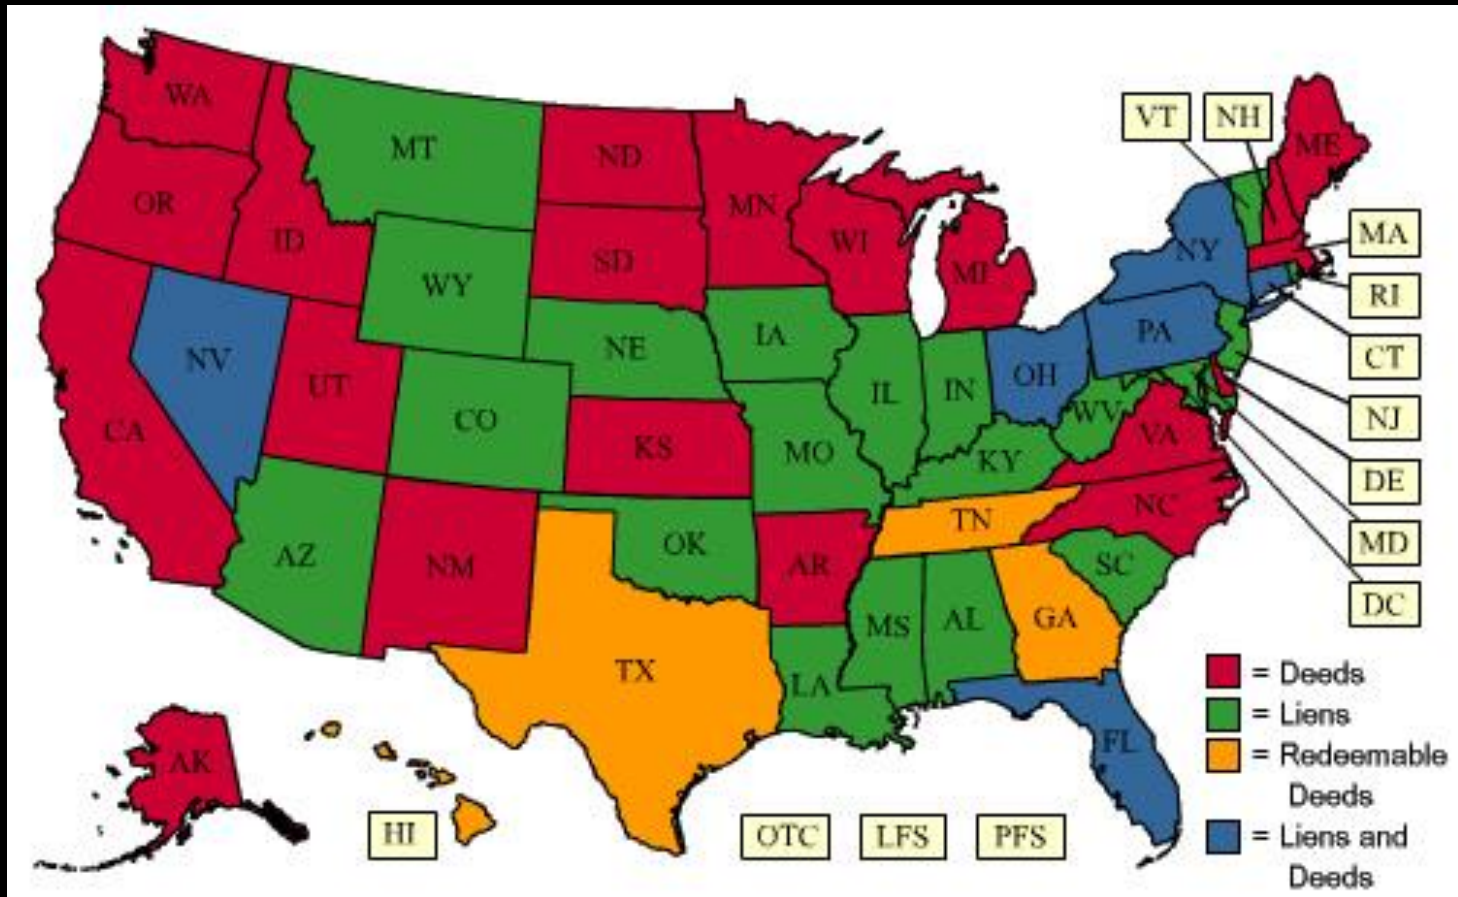 WA
MT
ND
MN
VT
NH
ME
OR
ID
SD
WI
MI
NY
MA
WY
RI
NV
UT
NE
IA
PA
CT
CA
CO
KS
MO
IL
IN
OH
WV
VA
NJ
KY
DE
AZ
NM
OK
AR
TN
NC
MD
SC
DC
MS
AL
GA
TX
LA
FL
AK
HI
OTC
LFS
PFS
= Deeds
= Liens
= Redeemable
Deeds
= Liens and
Deeds